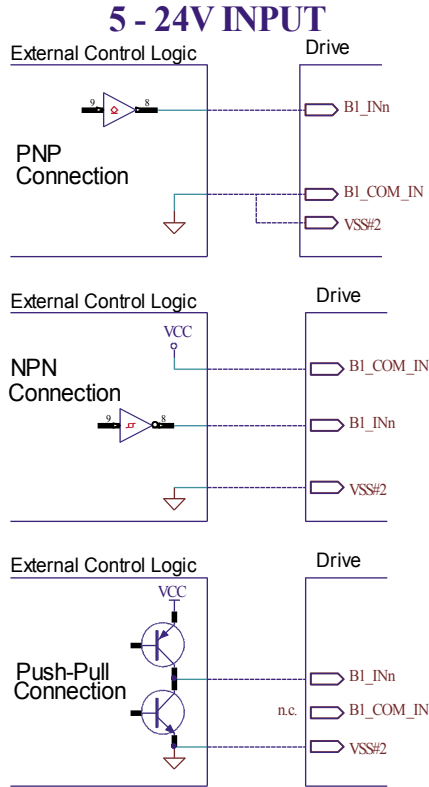 5 - 24V INPUT
External Control Logic
Drive
9
8
B1_INn
PNP
Connection
B1_COM_IN
VSS#2
External Control Logic
Drive
VCC
NPN
Connection
B1_COM_IN
9
8
B1_INn
VSS#2
External Control Logic
Drive
VCC
Push-Pull
Connection
B1_INn
n.c.
B1_COM_IN
VSS#2